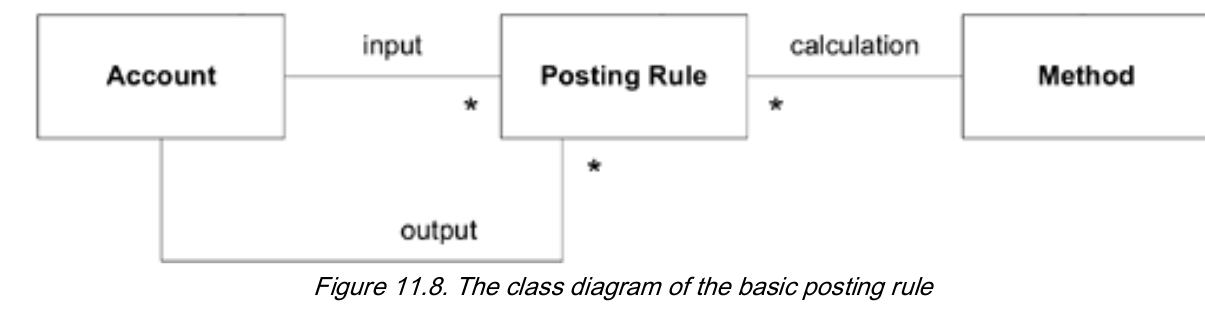 input
calculation
Account
Posting Rule
Method
*
*
*
output
Figure 11.8. The class diagram of the basic posting rule